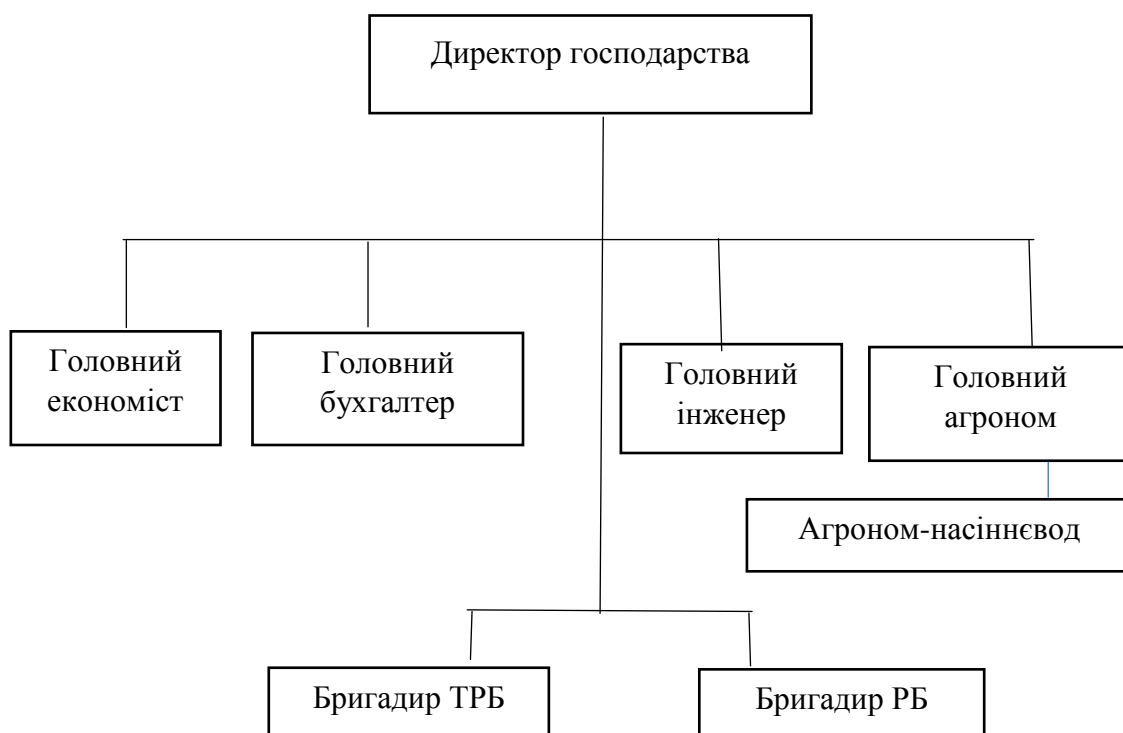 Директор господарства
Головний
економіст
Головний
бухгалтер
Головний
інженер
Головний
агроном
Агроном-насіннєвод
Бригадир ТРБ
Бригадир РБ